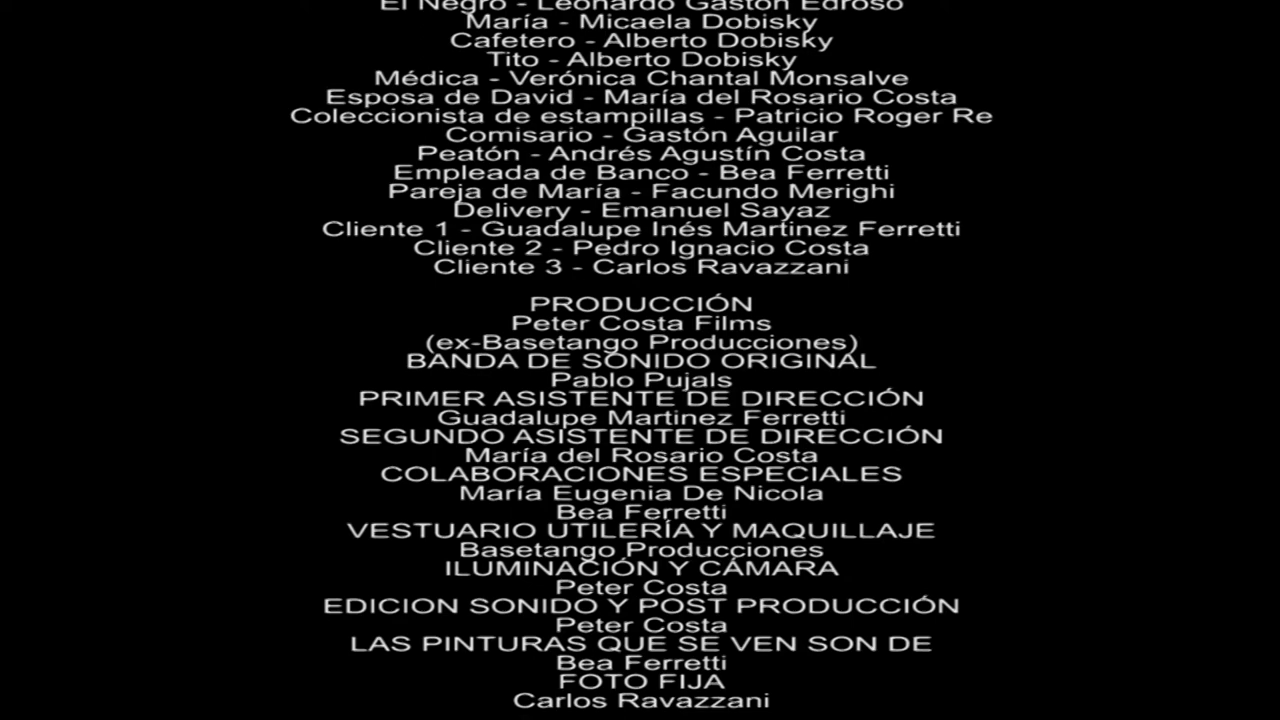 El Negro - Leonardo Gastón Edroso
María - Micaela Dobisky
Cafetero - Alberto Dobisky
Tito - Alberto Dobisky
Médica - Verónica Chantal Monsalve
Esposa de David - María del Rosario Costa
Coleccionista de estampillas - Patricio Roger Re
Comisario - Gastón Aguilar
Peatón - Andrés Agustín Costa
Empleada de Banco - Bea Ferretti
Pareja de María - Facundo Merighi
Delivery - Emanuel Sayaz
Cliente 1 - Guadalupe Inés Martinez Ferretti
Cliente 2 - Pedro Ignacio Costa
Cliente 3 - Carlos Ravazzani
PRODUCCIÓN
Peter Costa Films
(ex-Basetango Producciones)
BANDA DE SONIDO ORIGINAL
Pablo Pujals
PRIMER ASISTENTE DE DIRECCIÓN
Guadalupe Martinez Ferretti
SEGUNDO ASISTENTE DE DIRECCIÓN
María del Rosario Costa
COLABORACIONES ESPECIALES
María Eugenia De Nicola
Bea Ferretti
VESTUARIO UTILERÍA Y MAQUILLAJE
Basetango Producciones
ILUMINACIÓN Y CÁMARA
Peter Costa
EDICION SONIDO Y POST PRODUCCIÓN
Peter Costa
LAS PINTURAS QUE SE VEN SON DE
Bea Ferretti
FOTO FIJA
Carlos Ravazzani